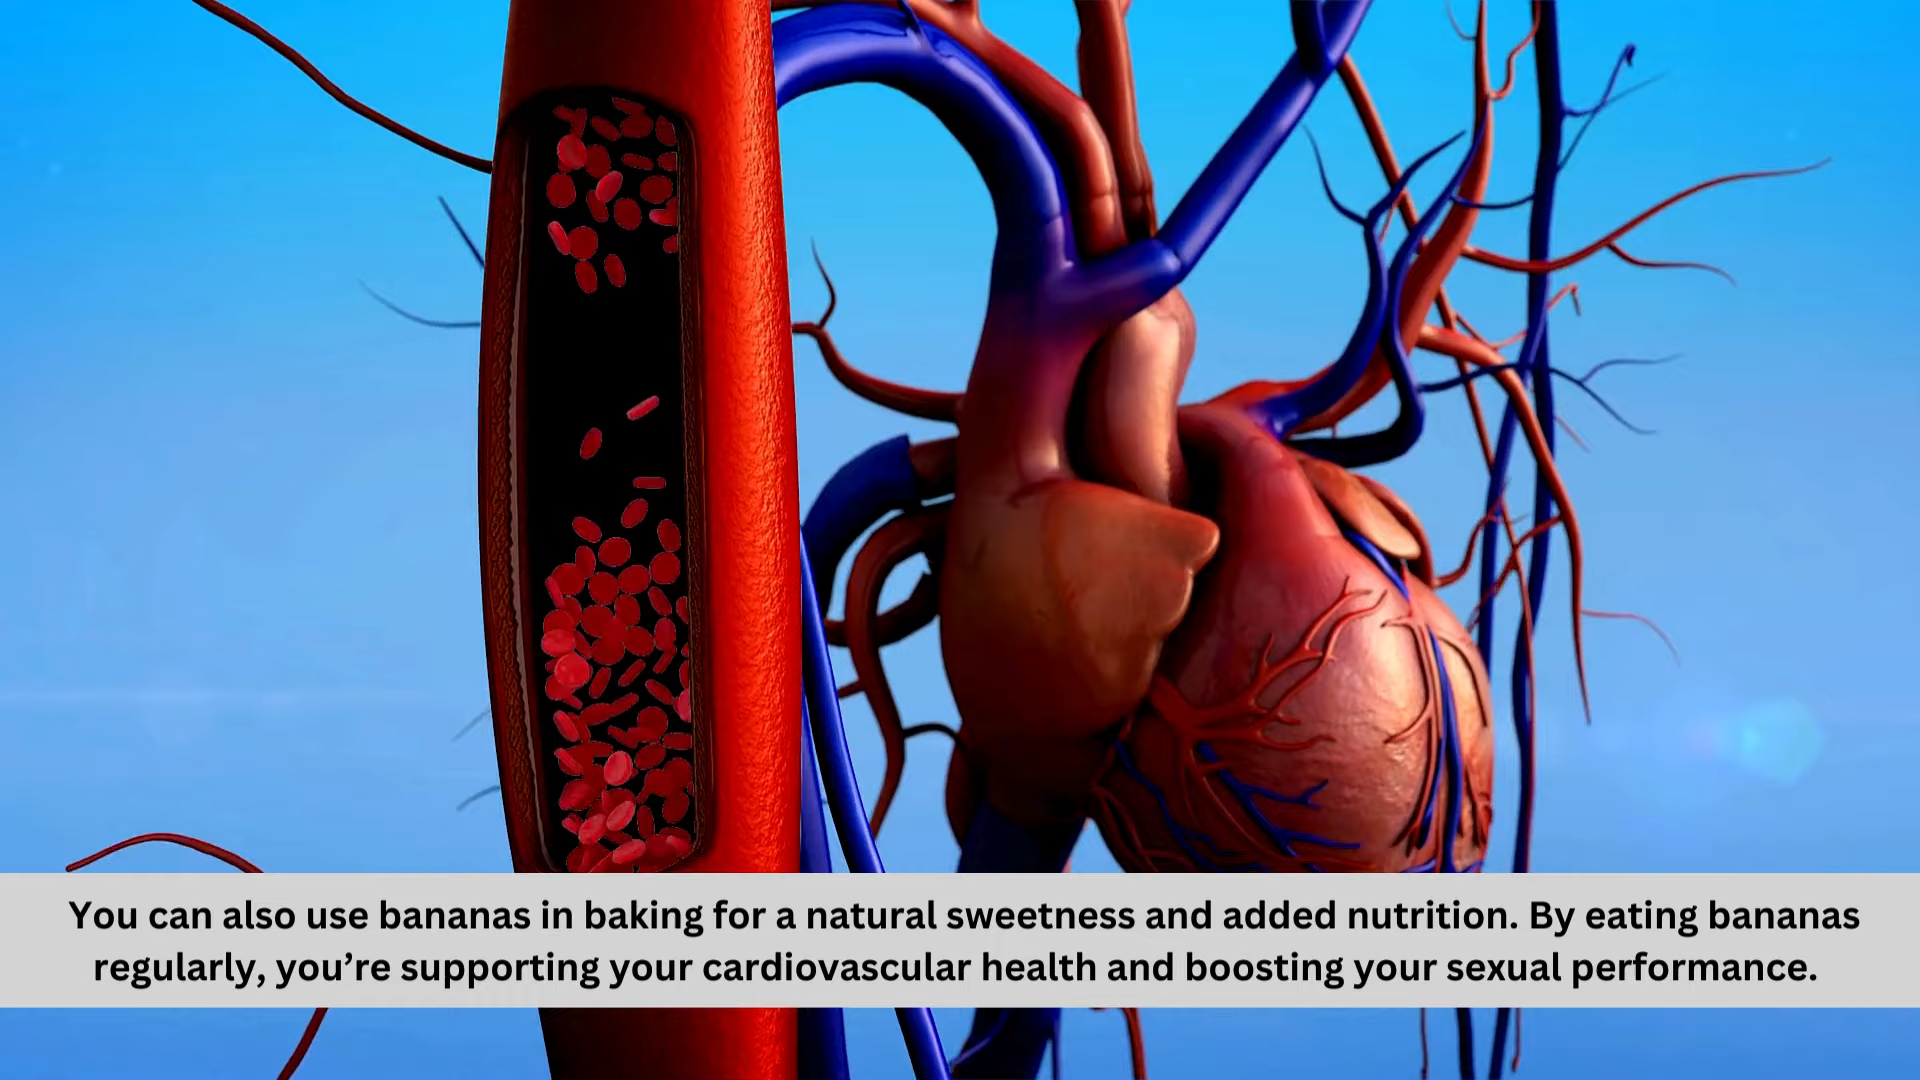 You can also use bananas in baking for a natural sweetness and added nutrition. By eating bananas
regularly, you’re supporting your cardiovascular health and boosting your sexual performance.